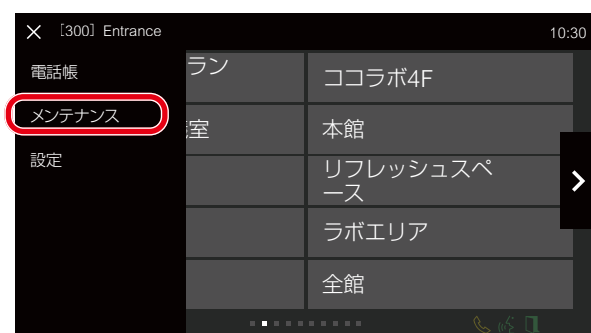 [300] Entrance
10:30
電話帳
メンテナンス
設定
ラン
室
ココラボ4F
本館
リフレッシュスペ
ース
ラボエリア
全館